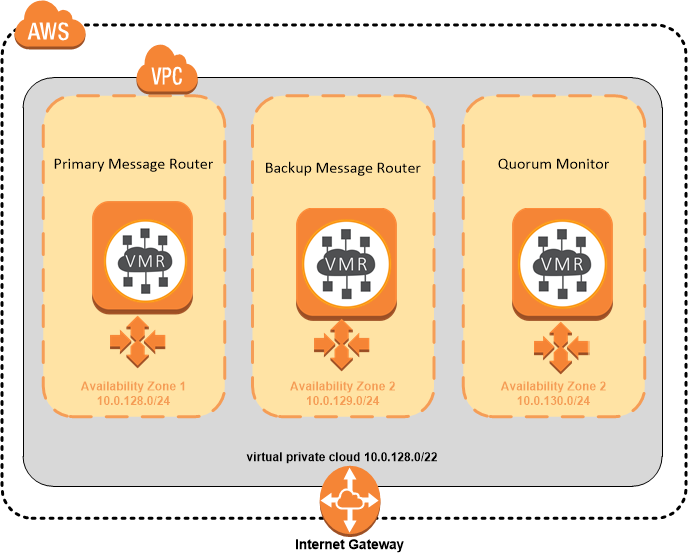 AWS
VPC
Primary Message Router
Backup Message Router
Quorum Monitor
VMR
VMR
VMR
Availability Zone 1
10.0.128.0/24
Availability Zone 2
10.0.129.0/24
Availability Zone 2
10.0.130.0/24
virtual private cloud 10.0.128.0/22
Internet Gateway